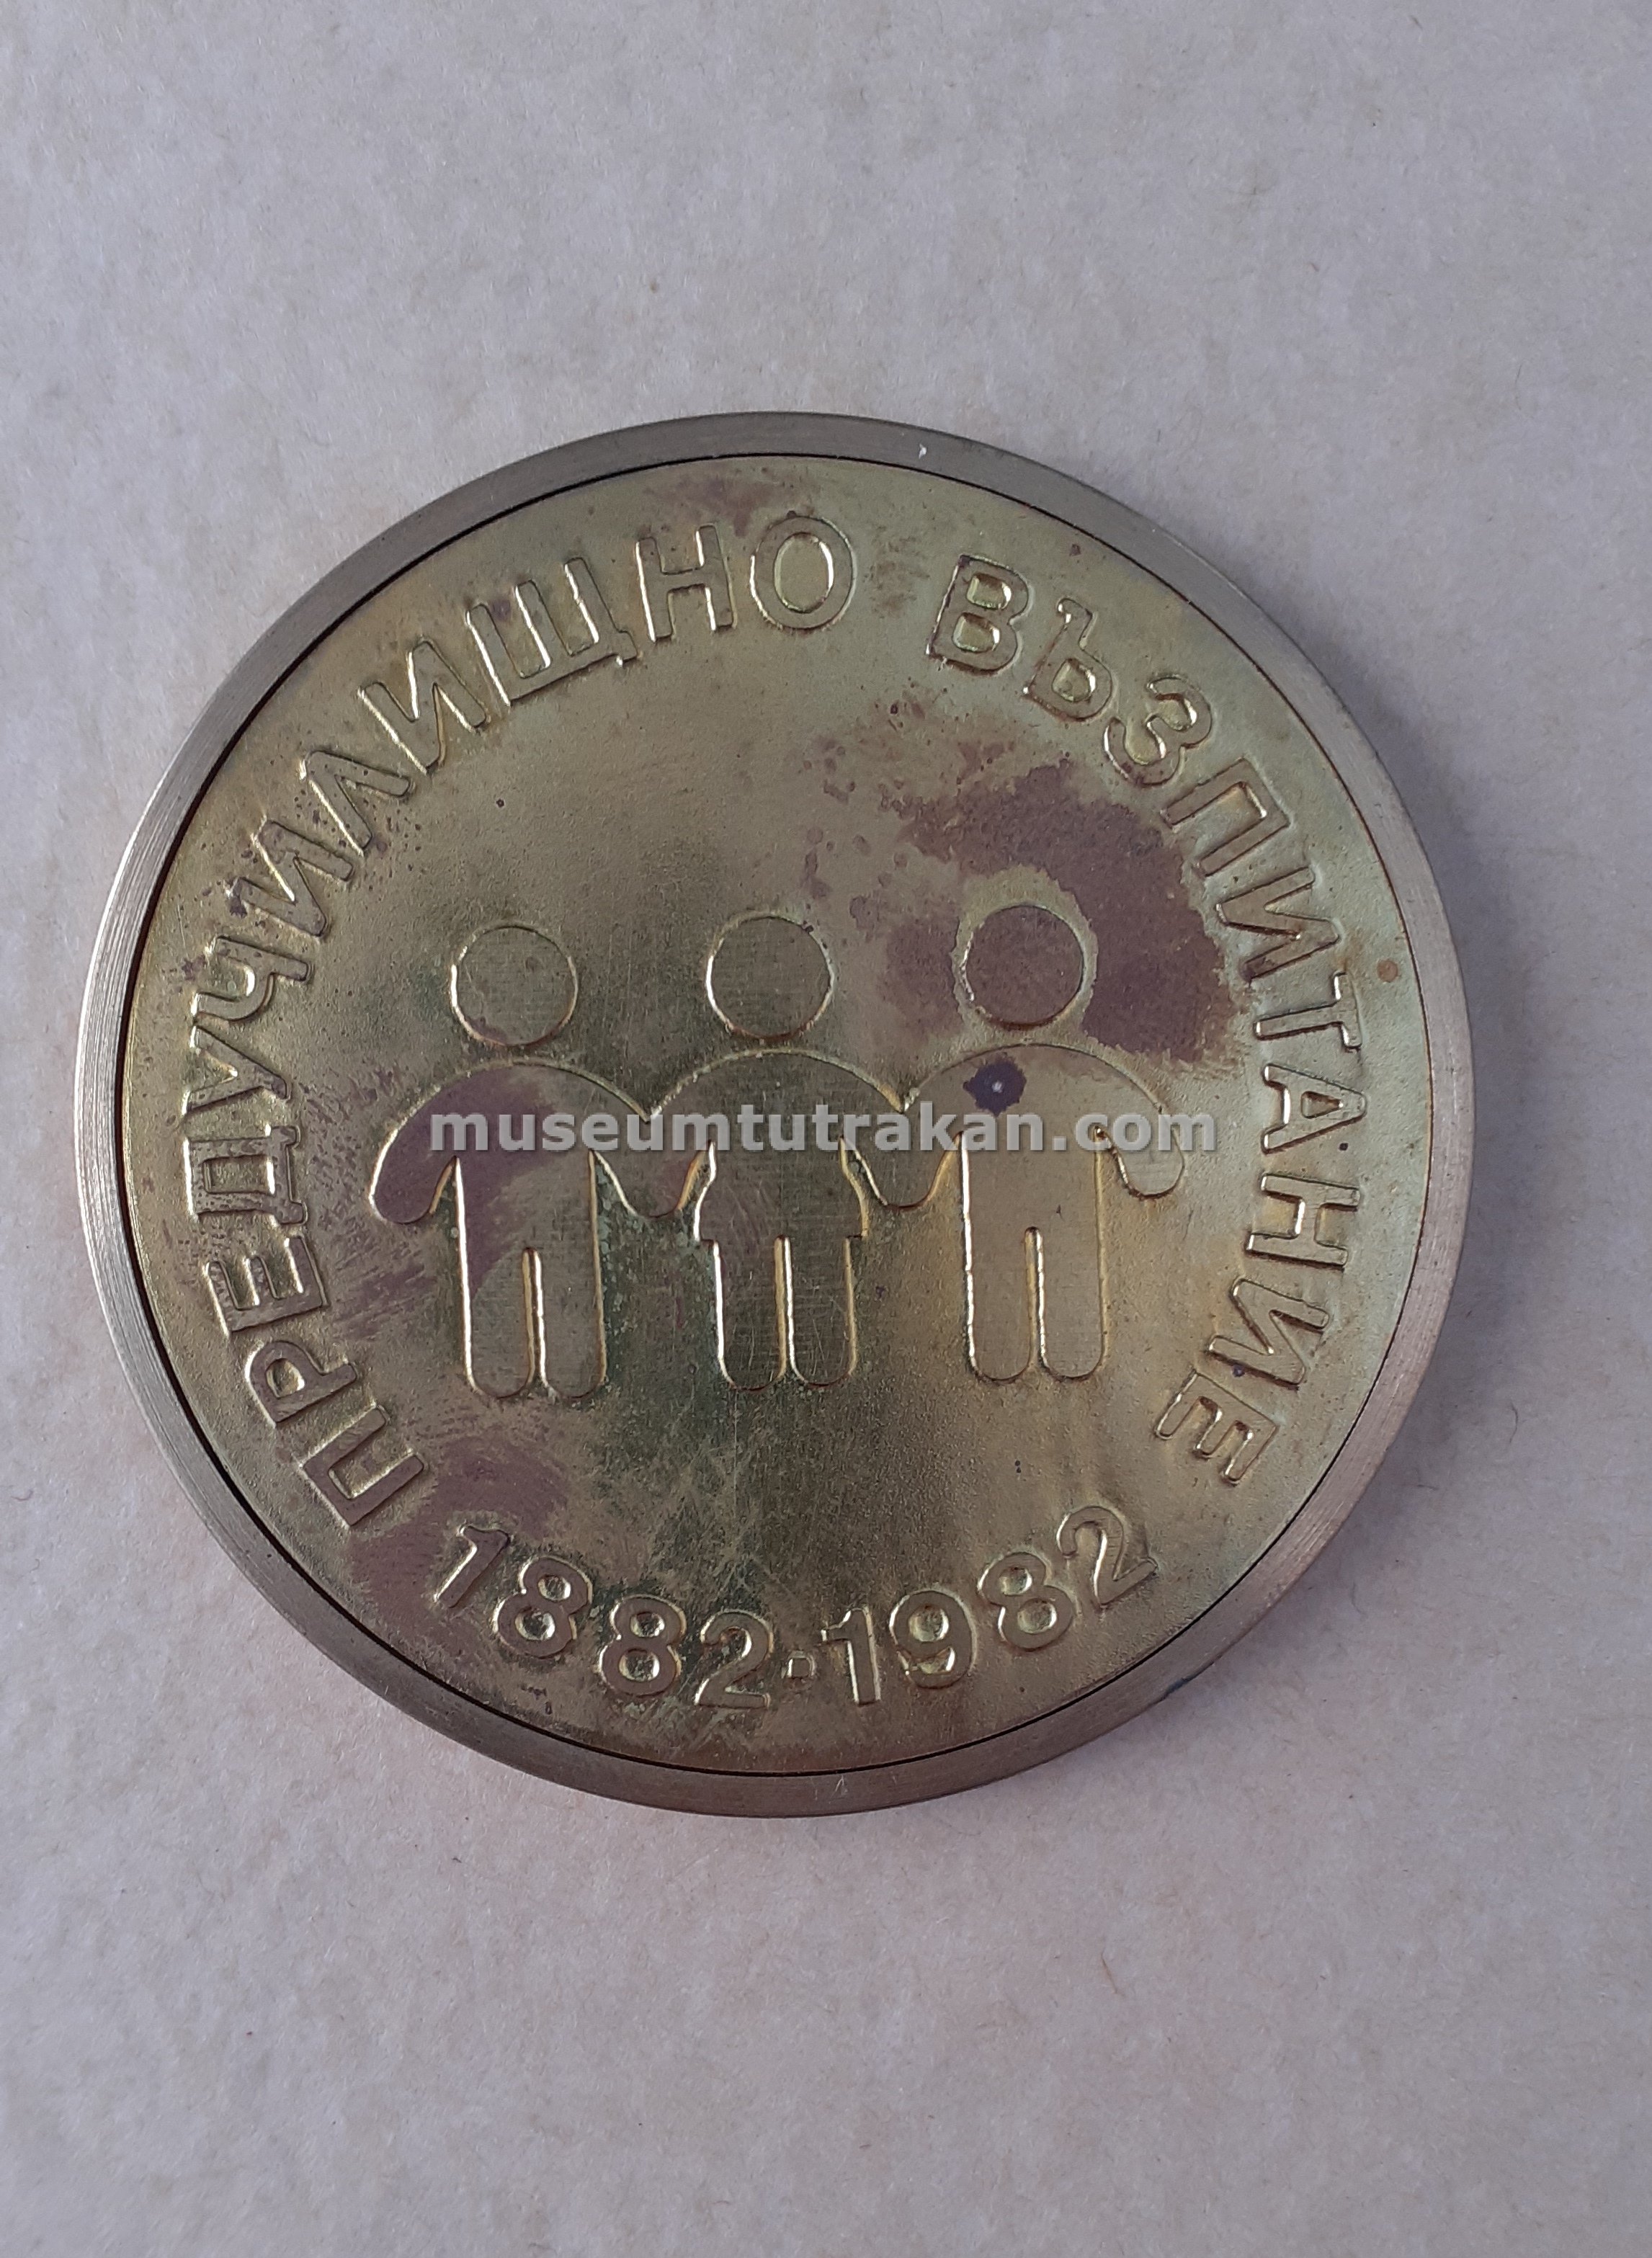 ПРЕДУЧИЛИЩНО ВЪЗПИТАНИЕ
museumtutrakan.com
1882·1982